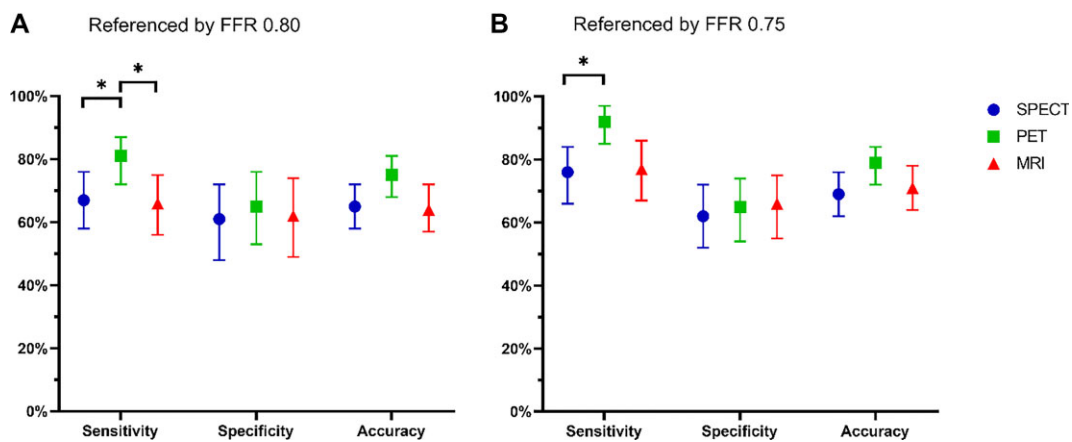 A Referenced by FFR 0.80
* *
100%
80%
60%
40%
20%
0%
Sensitivity Specificity Accuracy
B Referenced by FFR 0.75
*
100%
80%
60%
40%
20%
0%
Sensitivity Specificity Accuracy
SPECT
PET
MRI